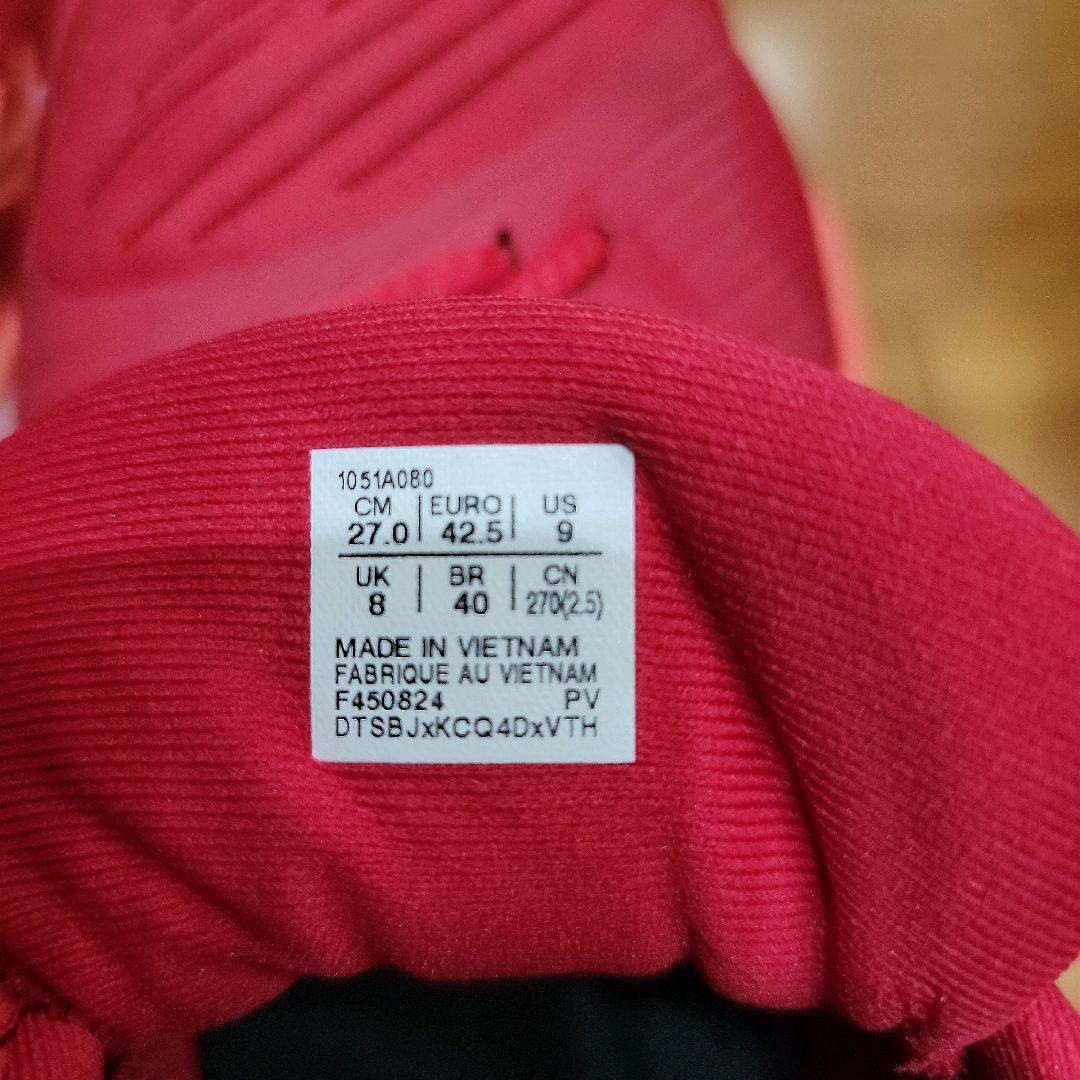 1051A080
CM | EURO | US
27.0 | 42.5 | 9
UK | BR | CN
8 | 40 | 270(2.5)
MADE IN VIETNAM
FABRIQUE AU VIETNAM
F450824 PV
DTSBJxKCQ4DxVTH